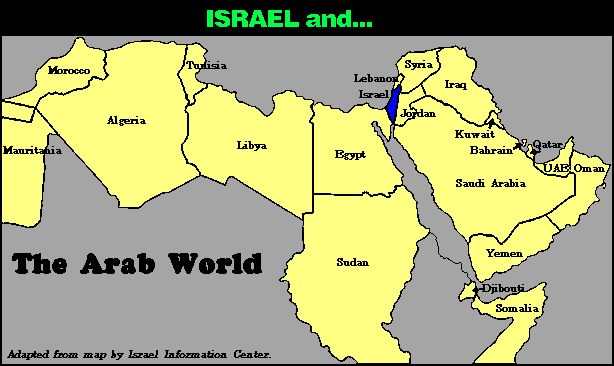 ISRAEL and...
Morocco
Tunisia
Lebanon
Syria
Israel
Iraq
Algeria
Jordan
Libya
Egypt
Kuwait
Bahrain
Qatar
Mauritania
UAE
Oman
Saudi Arabia
Yemen
Sudan
The Arab World
Djibouti
Somalia
Adapted from map by Israel Information Center.